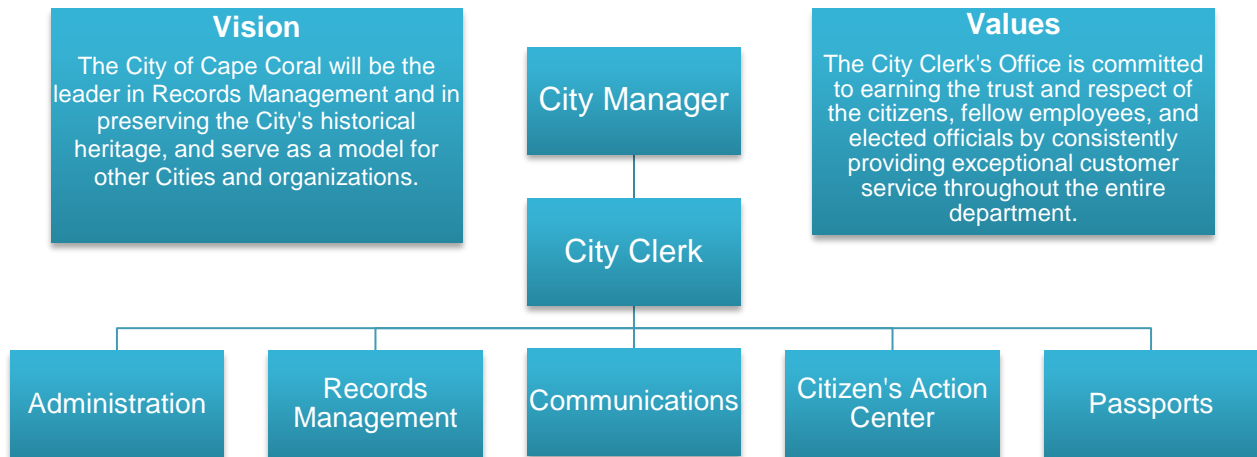 Vision
The City of Cape Coral will be the
leader in Records Management and in
preserving the City's historical
heritage, and serve as a model for
other Cities and organizations.
City Manager
Values
The City Clerk's Office is committed
to earning the trust and respect of
the citizens, fellow employees, and
elected officials by consistently
providing exceptional customer
service throughout the entire
department.
City Clerk
Administration
Records
Management
Communications
Citizen's Action
Center
Passports